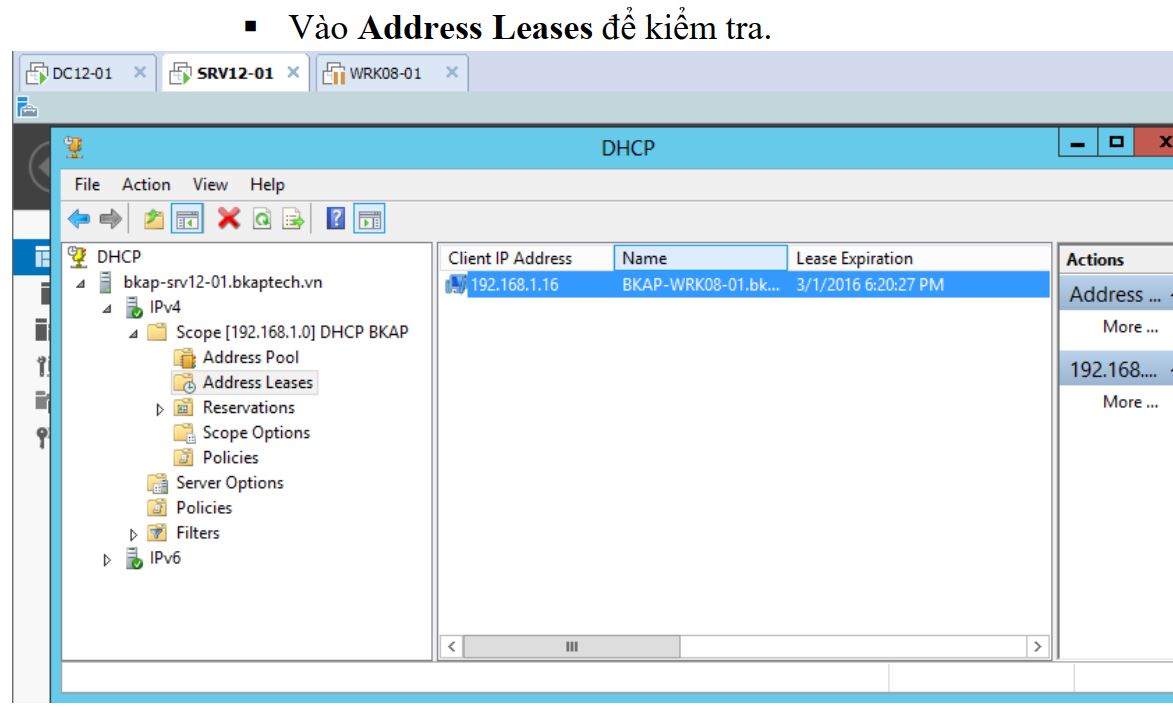 ▪ Vào Address Leases để kiểm tra.
DC12-01
SRV12-01
WRK08-01
DHCP
File Action View Help
DHCP
bkap-srv12-01.bkaptech.vn
IPv4
Scope [192.168.1.0] DHCP BKAP
Address Pool
Address Leases
Reservations
Scope Options
Policies
Server Options
Policies
Filters
IPv6
Client IP Address Name Lease Expiration
192.168.1.16 BKAP-WRK08-01.bk... 3/1/2016 6:20:27 PM
Actions
Address ...
More ...
192.168....
More ...